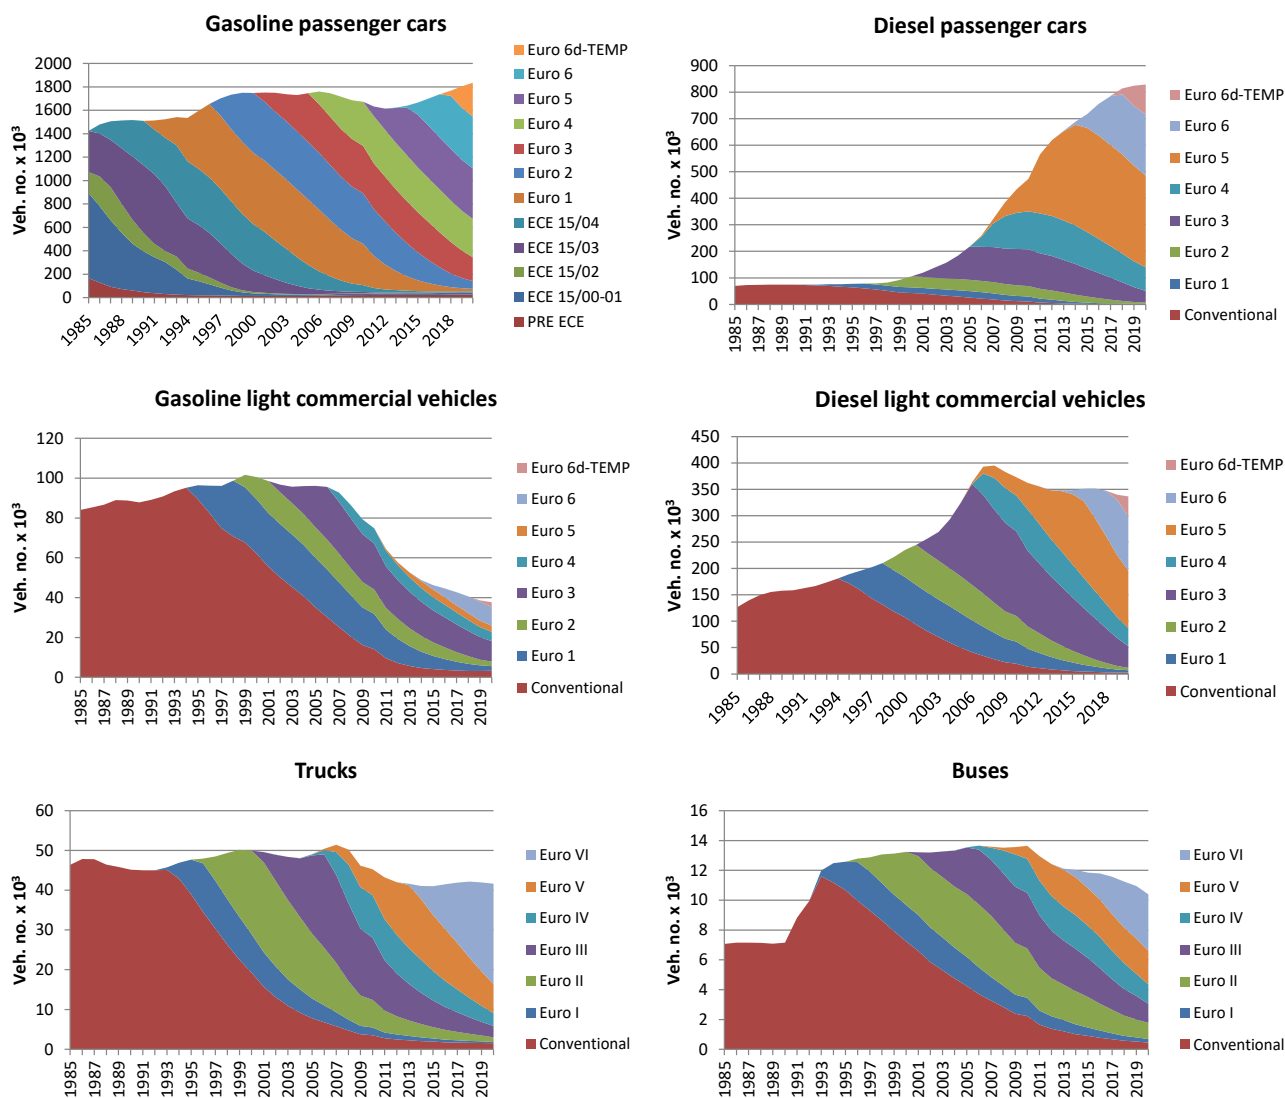 Gasoline passenger cars
Veh. no. x 10³
2000
1800
1600
1400
1200
1000
800
600
400
200
0
1985
1988
1991
1994
1997
2000
2003
2006
2009
2012
2015
2018
Euro 6d-TEMP
Euro 6
Euro 5
Euro 4
Euro 3
Euro 2
Euro 1
ECE 15/04
ECE 15/03
ECE 15/02
ECE 15/00-01
PRE ECE
Diesel passenger cars
Veh. no. x 10³
900
800
700
600
500
400
300
200
100
0
1985
1987
1989
1991
1993
1995
1997
1999
2001
2003
2005
2007
2009
2011
2013
2015
2017
2019
Euro 6d-TEMP
Euro 6
Euro 5
Euro 4
Euro 3
Euro 2
Euro 1
Conventional
Gasoline light commercial vehicles
Veh. no. x 10³
120
100
80
60
40
20
0
1985
1987
1989
1991
1993
1995
1997
1999
2001
2003
2005
2007
2009
2011
2013
2015
2017
2019
Euro 6d-TEMP
Euro 6
Euro 5
Euro 4
Euro 3
Euro 2
Euro 1
Conventional
Diesel light commercial vehicles
Veh. no. x 10³
450
400
350
300
250
200
150
100
50
0
1985
1988
1991
1994
1997
2000
2003
2006
2009
2012
2015
2018
Euro 6d-TEMP
Euro 6
Euro 5
Euro 4
Euro 3
Euro 2
Euro 1
Conventional
Trucks
Veh. no. x 10³
60
50
40
30
20
10
0
1985
1987
1989
1991
1993
1995
1997
1999
2001
2003
2005
2007
2009
2011
2013
2015
2017
2019
Euro VI
Euro V
Euro IV
Euro III
Euro II
Euro I
Conventional
Buses
Veh. no. x 10³
16
14
12
10
8
6
4
2
0
1985
1987
1989
1991
1993
1995
1997
1999
2001
2003
2005
2007
2009
2011
2013
2015
2017
2019
Euro VI
Euro V
Euro IV
Euro III
Euro II
Euro I
Conventional